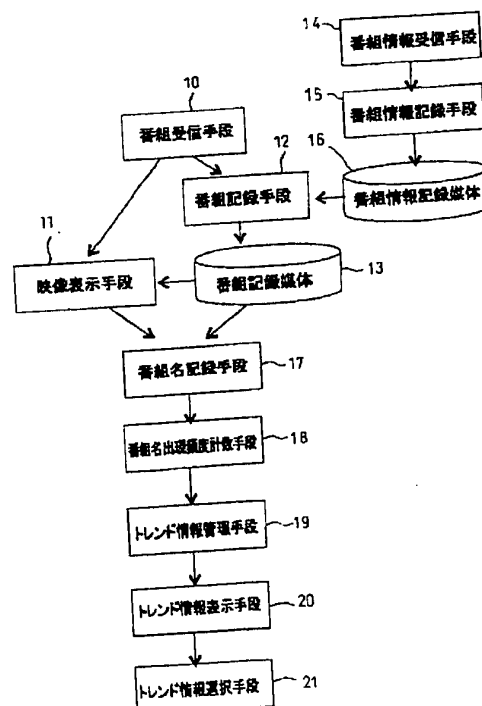 14
番組情報受信手段
15
番組情報記録手段
16
番組情報記録媒体
10
番組受信手段
12
番組記録手段
11
映像表示手段
番組記録媒体
13
番組名記録手段
17
番組名出現頻度計数手段
18
トレンド情報管理手段
19
トレンド情報表示手段
20
トレンド情報選択手段
21